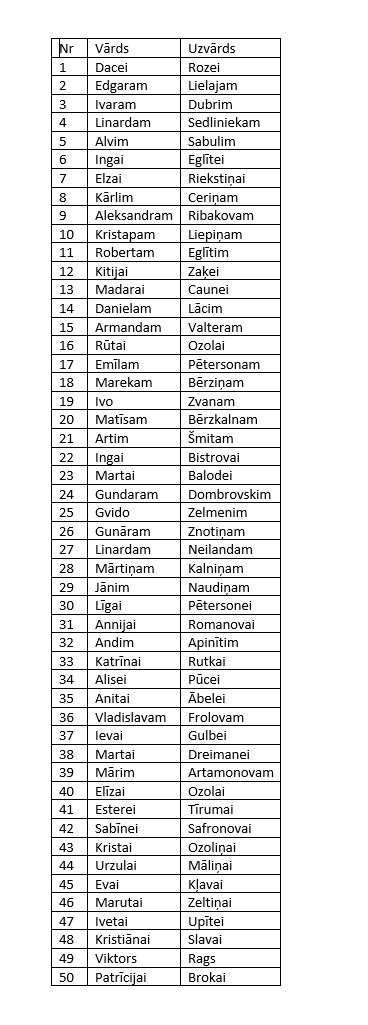 Nr Vārds Uzvārds
1 Dacei Rozei
2 Edgaram Lielajam
3 Ivaram Dubrim
4 Linardam Sedliniekam
5 Alvim Sabulim
6 Ingai Eglītei
7 Elzai Riekstiņai
8 Kārlim Ceriņam
9 Aleksandram Ribakovam
10 Kristapam Liepiņam
11 Robertam Eglītim
12 Kitijai Zaķei
13 Madarai Caunei
14 Danielam Lācim
15 Armandam Valteram
16 Rūtai Ozolai
17 Emīlam Pētersonam
18 Marekam Bērziņam
19 Ivo Zvanam
20 Matīsam Bērzkalnam
21 Artim Šmitam
22 Ingai Bistrovai
23 Martai Balodei
24 Gundaram Dombrovskim
25 Gvido Zelmenim
26 Gunāram Znotiņam
27 Linardam Neilandam
28 Mārtiņam Kalniņam
29 Jānim Naudiņam
30 Līgai Pētersonei
31 Annijai Romanovai
32 Andim Apinītim
33 Katrīnai Rutkai
34 Alisei Pūcei
35 Anitai Ābelei
36 Vladislavam Frolovam
37 Ievai Gulbei
38 Martai Dreimanei
39 Mārim Artamonovam
40 Elīzai Ozolai
41 Esterei Tīrumai
42 Sabīnei Safronovai
43 Kristai Ozoliņai
44 Urzulai Māliņai
45 Evai Kļavai
46 Marutai Zeltiņai
47 Ivetai Upītei
48 Kristiānai Slavai
49 Viktors Rags
50 Patrīcijai Brokai